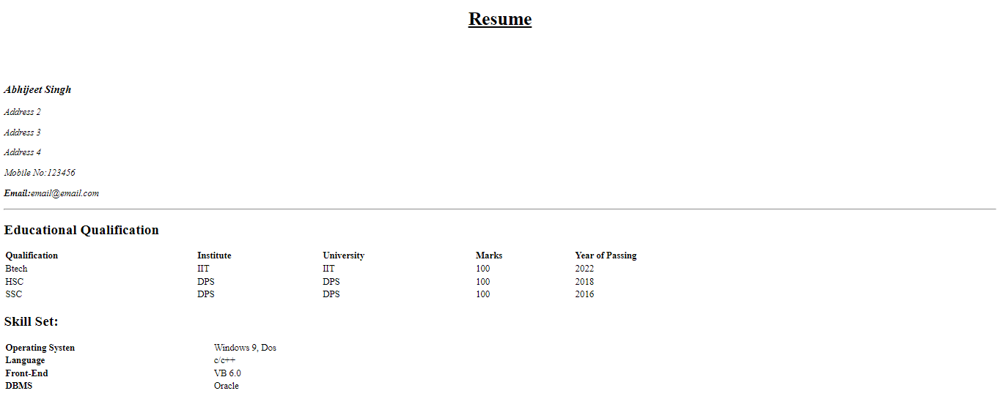 Resume
Abhijeet Singh
Address 2
Address 3
Address 4
Mobile No:123456
Email:email@email.com
Educational Qualification
Qualification Institute University Marks Year of Passing
Btech IIT IIT 100 2022
HSC DPS DPS 100 2018
SSC DPS DPS 100 2016
Skill Set:
Operating Systen Windows 9, Dos
Language c/c++
Front-End VB 6.0
DBMS Oracle